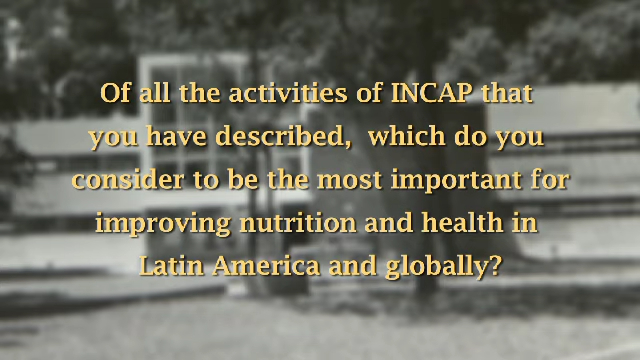 Of all the activities of INCAP that
you have described, which do you
consider to be the most important for
improving nutrition and health in
Latin America and globally?